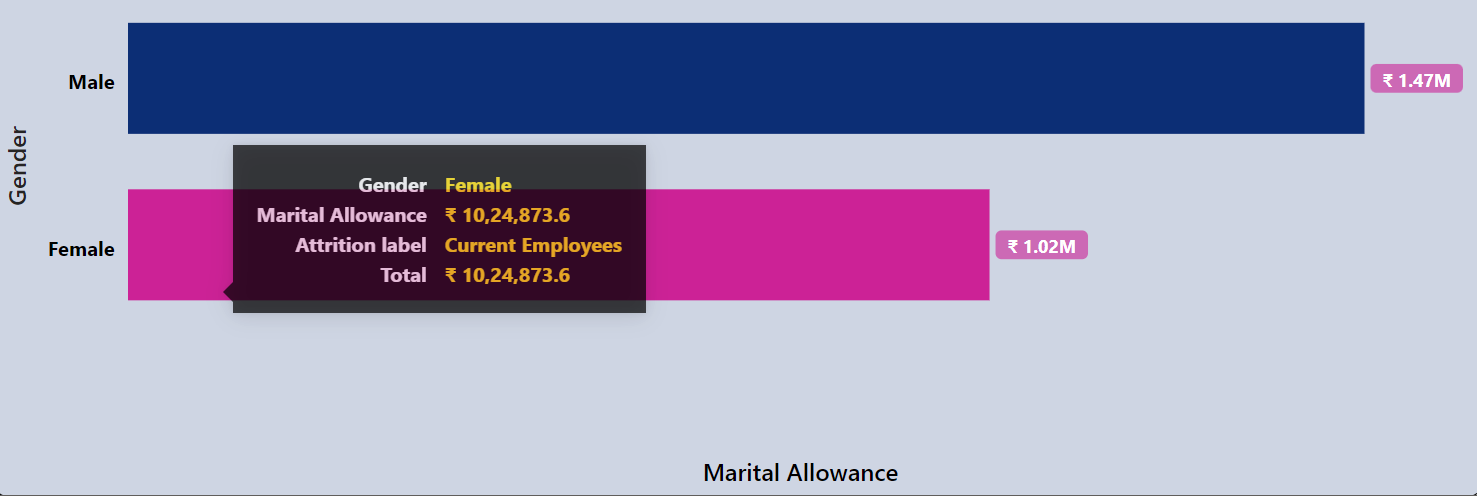 Gender
Male
₹ 1.47M
Gender Female
Marital Allowance ₹ 10,24,873.6
Attrition label Current Employees
Total ₹ 10,24,873.6
Female
₹ 1.02M
Marital Allowance